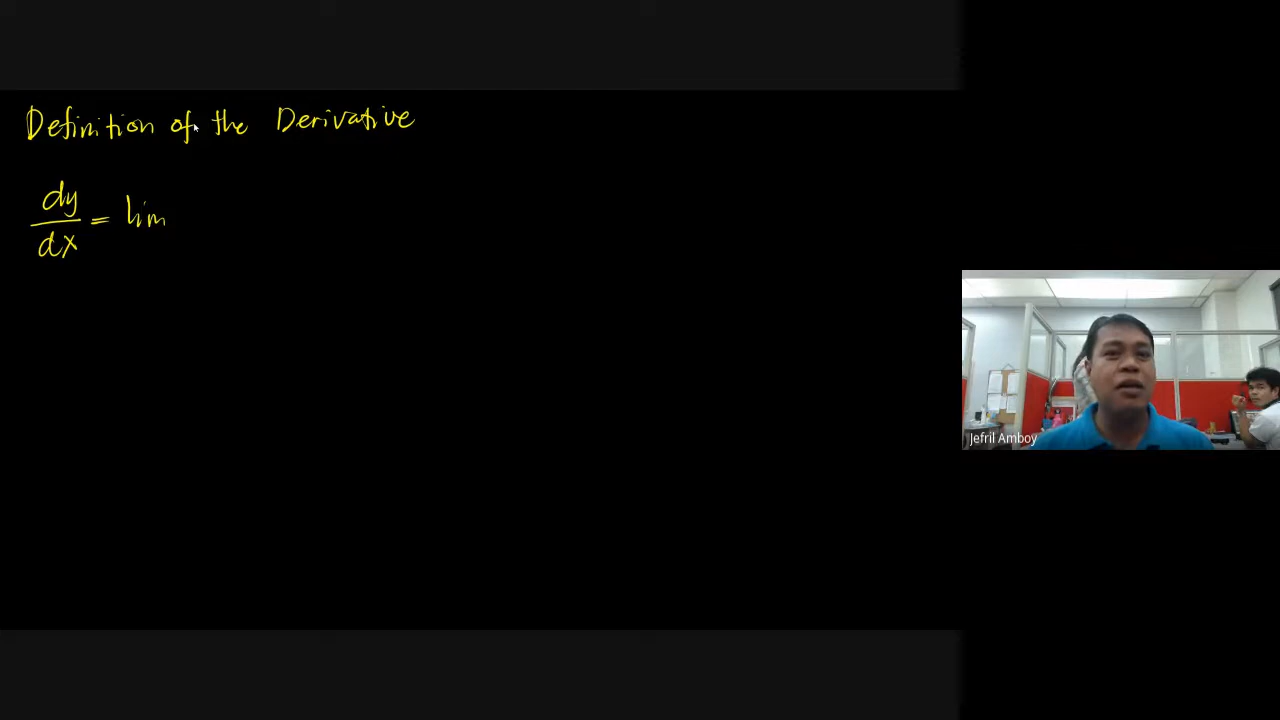 Definition of the Derivative
dy/dx = lim
Jefril Amboy